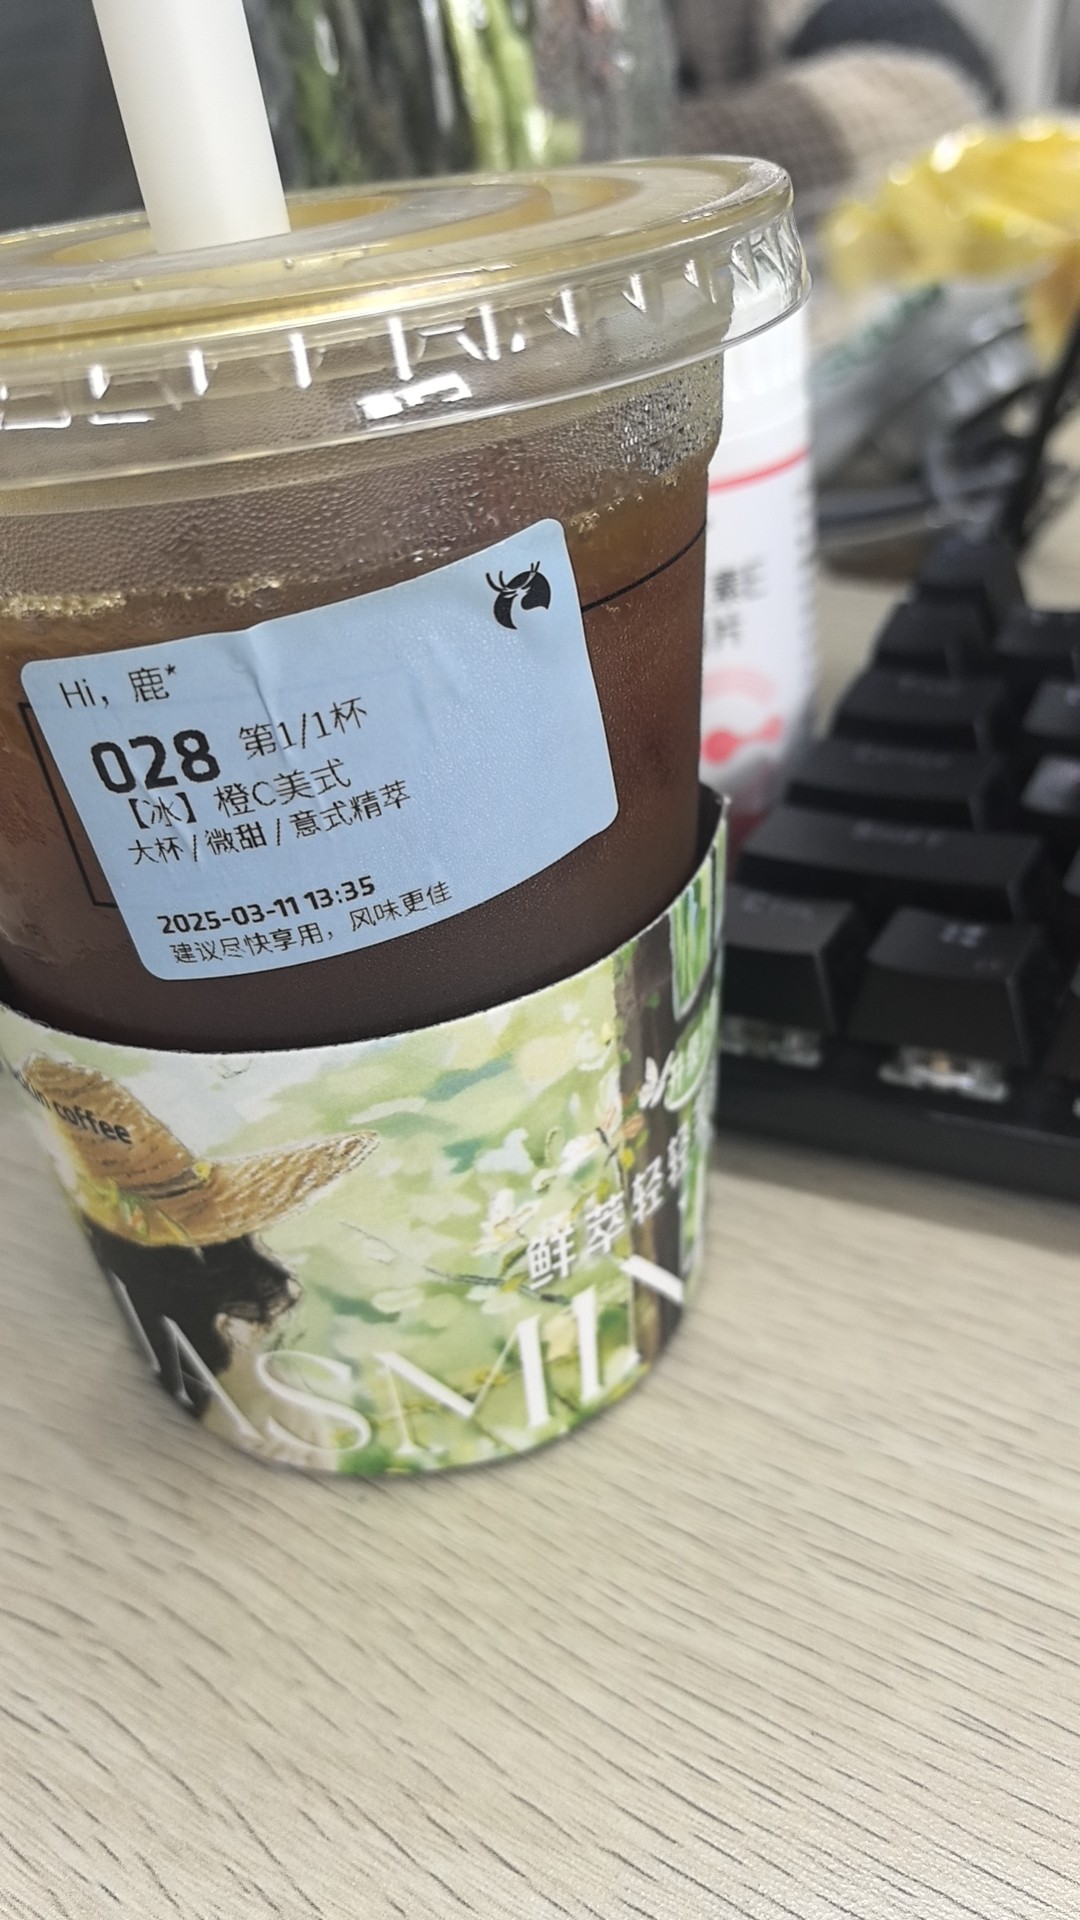 Hi，鹿*
028 第1/1杯
【冰】橙C美式
大杯/微甜/意式精萃
2025-03-11 13:35
建议尽快享用，风味更佳
coffee
鲜萃轻轻
JASMIN
片